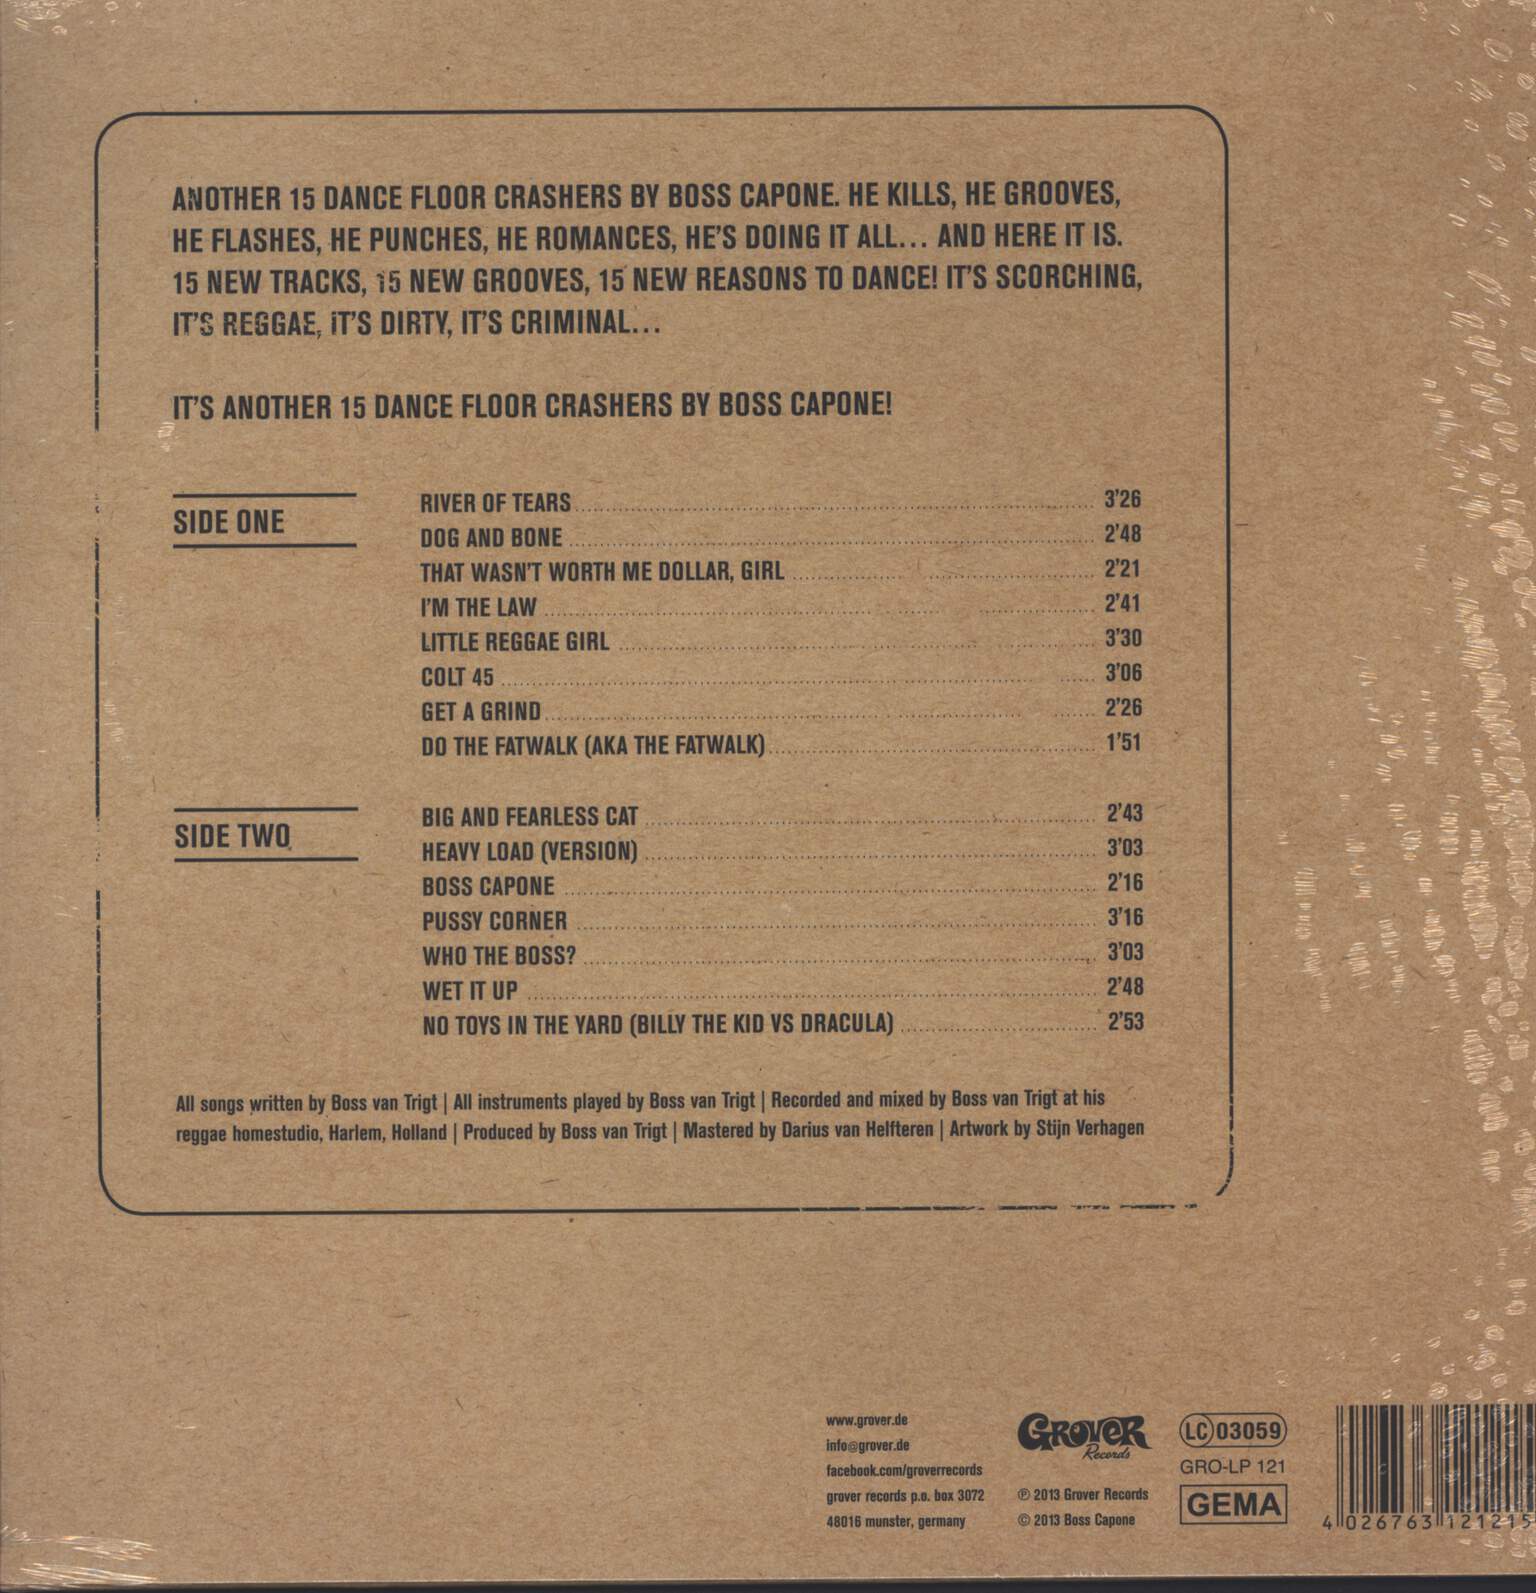 ANOTHER 15 DANCE FLOOR CRASHERS BY BOSS CAPONE. HE KILLS, HE GROOVES,
HE FLASHES, HE PUNCHES, HE ROMANCES, HE'S DOING IT ALL... AND HERE IT IS.
15 NEW TRACKS, 15 NEW GROOVES, 15 NEW REASONS TO DANCE! IT'S SCORCHING,
IT'S REGGAE, IT'S DIRTY, IT'S CRIMINAL...
IT'S ANOTHER 15 DANCE FLOOR CRASHERS BY BOSS CAPONE!
SIDE ONE
RIVER OF TEARS 3'26
DOG AND BONE 2'48
THAT WASN'T WORTH ME DOLLAR, GIRL 2'21
I'M THE LAW 2'41
LITTLE REGGAE GIRL 3'30
COLT 45 3'06
GET A GRIND 2'26
DO THE FATWALK (AKA THE FATWALK) 1'51
SIDE TWO
BIG AND FEARLESS CAT 2'43
HEAVY LOAD (VERSION) 3'03
BOSS CAPONE 2'16
PUSSY CORNER 3'16
WHO THE BOSS? 3'03
WET IT UP 2'48
NO TOYS IN THE YARD (BILLY THE KID VS DRACULA) 2'53
All songs written by Boss van Trigt | All instruments played by Boss van Trigt | Recorded and mixed by Boss van Trigt at his
reggae homestudio, Harlem, Holland | Produced by Boss van Trigt | Mastered by Darius van Helfteren | Artwork by Stijn Verhagen
www.grover.de
info@grover.de
facebook.com/groverrecords
grover records p.o. box 3072
48016 munster, germany
GROVER
Records
℗ 2013 Grover Records
© 2013 Boss Capone
LC 03059
GRO-LP 121
GEMA
4 026763 121215